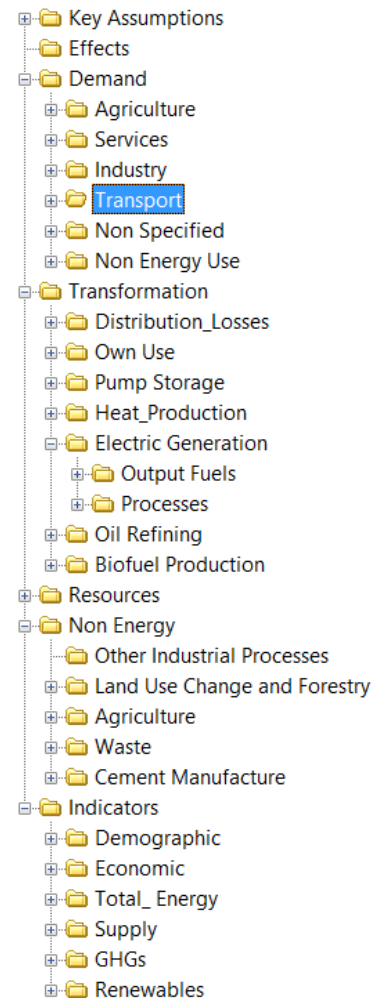 Key Assumptions
Effects
Demand
Agriculture
Services
Industry
Transport
Non Specified
Non Energy Use
Transformation
Distribution_Losses
Own Use
Pump Storage
Heat_Production
Electric Generation
Output Fuels
Processes
Oil Refining
Biofuel Production
Resources
Non Energy
Other Industrial Processes
Land Use Change and Forestry
Agriculture
Waste
Cement Manufacture
Indicators
Demographic
Economic
Total_ Energy
Supply
GHGs
Renewables